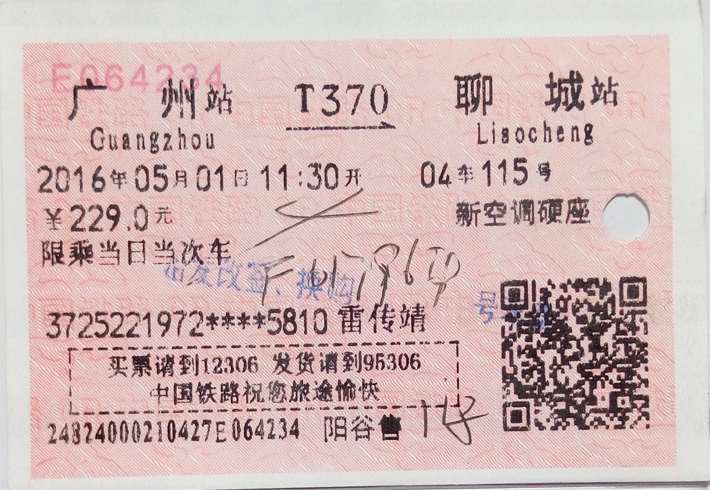 E064234
广州站 T370 聊城站
Guangzhou Liaocheng
2016年05月01日11:30开 04车115号
￥229.0元 新空调硬座
限乘当日当次车
改签、换购
3725221972****5810 雷传靖
买票请到12306 发货请到95306
中国铁路祝您旅途愉快
24824000210427E064234 阳谷售